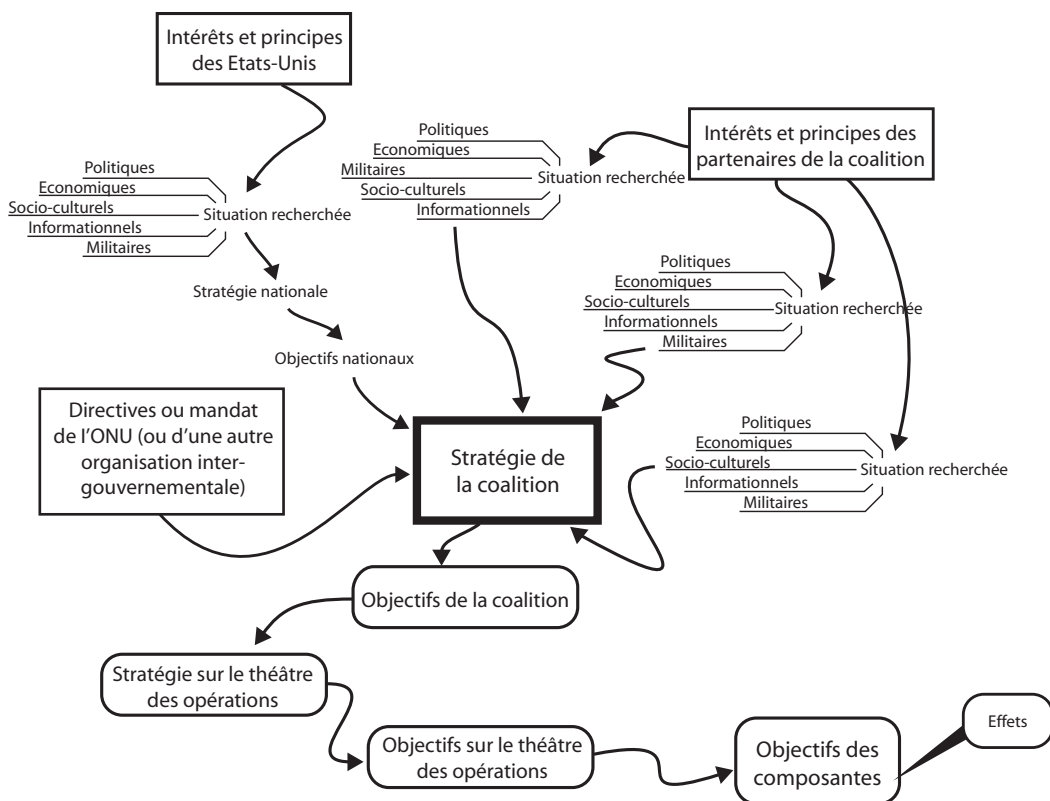 Intérêts et principes
des Etats-Unis
Politiques
Economiques
Socio-culturels
Informationnels
Militaires
Situation recherchée
Stratégie nationale
Objectifs nationaux
Politiques
Economiques
Militaires
Socio-culturels
Informationnels
Situation recherchée
Intérêts et principes des
partenaires de la coalition
Politiques
Economiques
Socio-culturels
Informationnels
Militaires
Situation recherchée
Directives ou mandat
de l'ONU (ou d'une autre
organisation inter-
gouvernementale)
Stratégie de
la coalition
Politiques
Economiques
Socio-culturels
Informationnels
Militaires
Situation recherchée
Objectifs de la coalition
Stratégie sur le théâtre
des opérations
Objectifs sur le théâtre
des opérations
Objectifs des
composantes
Effets